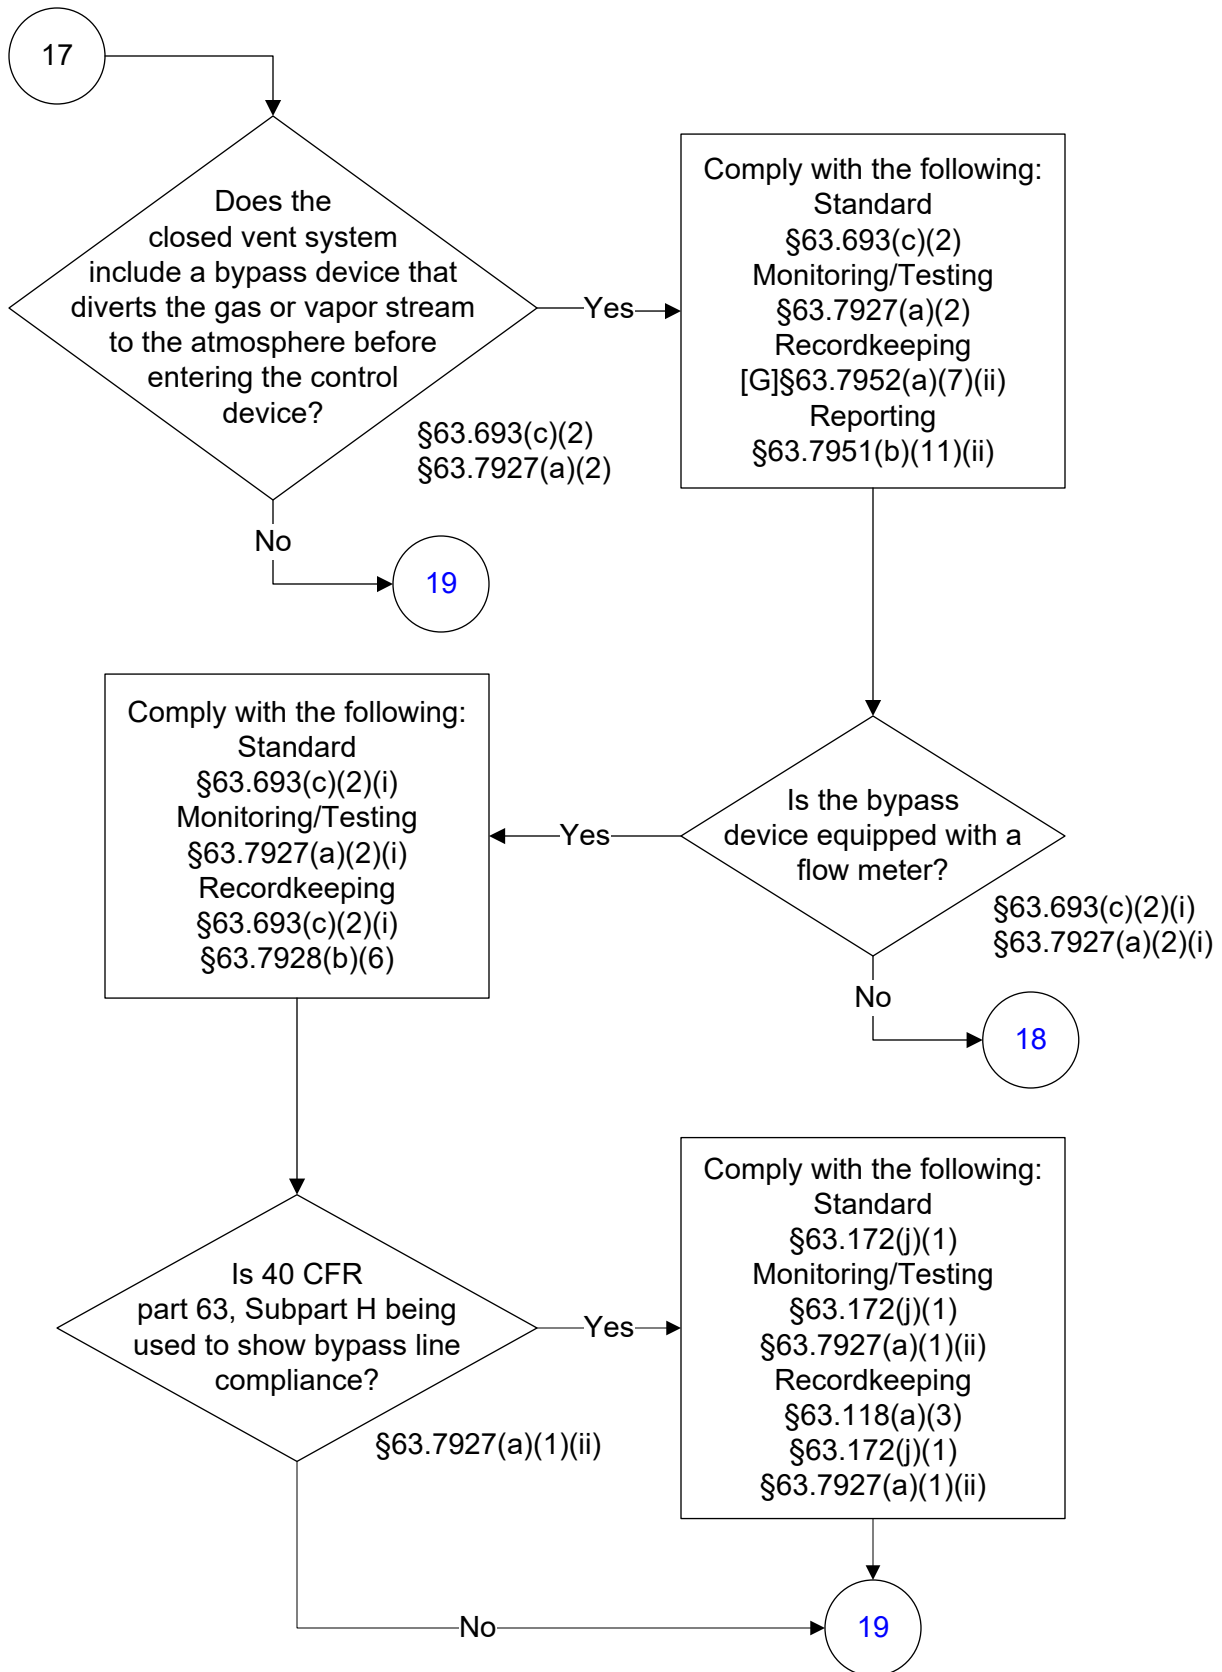 17
Does the
closed vent system
include a bypass device that
diverts the gas or vapor stream
to the atmosphere before
entering the control
device?
§63.693(c)(2)
§63.7927(a)(2)
Yes
Comply with the following:
Standard
§63.693(c)(2)
Monitoring/Testing
§63.7927(a)(2)
Recordkeeping
[G]§63.7952(a)(7)(ii)
Reporting
§63.7951(b)(11)(ii)
No
19
Is the bypass
device equipped with a
flow meter?
§63.693(c)(2)(i)
§63.7927(a)(2)(i)
Yes
Comply with the following:
Standard
§63.693(c)(2)(i)
Monitoring/Testing
§63.7927(a)(2)(i)
Recordkeeping
§63.693(c)(2)(i)
§63.7928(b)(6)
No
18
Is 40 CFR
part 63, Subpart H being
used to show bypass line
compliance?
§63.7927(a)(1)(ii)
Yes
Comply with the following:
Standard
§63.172(j)(1)
Monitoring/Testing
§63.172(j)(1)
§63.7927(a)(1)(ii)
Recordkeeping
§63.118(a)(3)
§63.172(j)(1)
§63.7927(a)(1)(ii)
No
19